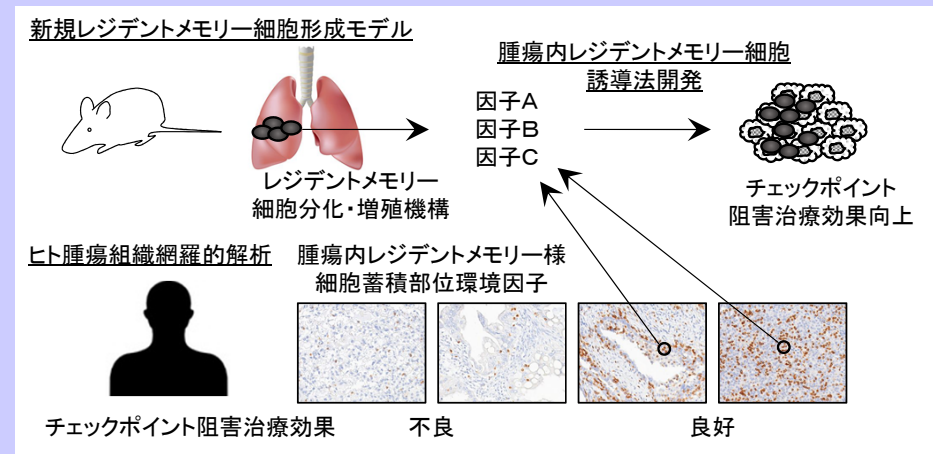 新規レジデントメモリー細胞形成モデル
腫瘍内レジデントメモリー細胞
誘導法開発
因子A
因子B
因子C
レジデントメモリー
細胞分化・増殖機構
チェックポイント
阻害治療効果向上
ヒト腫瘍組織網羅的解析
腫瘍内レジデントメモリー様
細胞蓄積部位環境因子
チェックポイント阻害治療効果 不良 良好